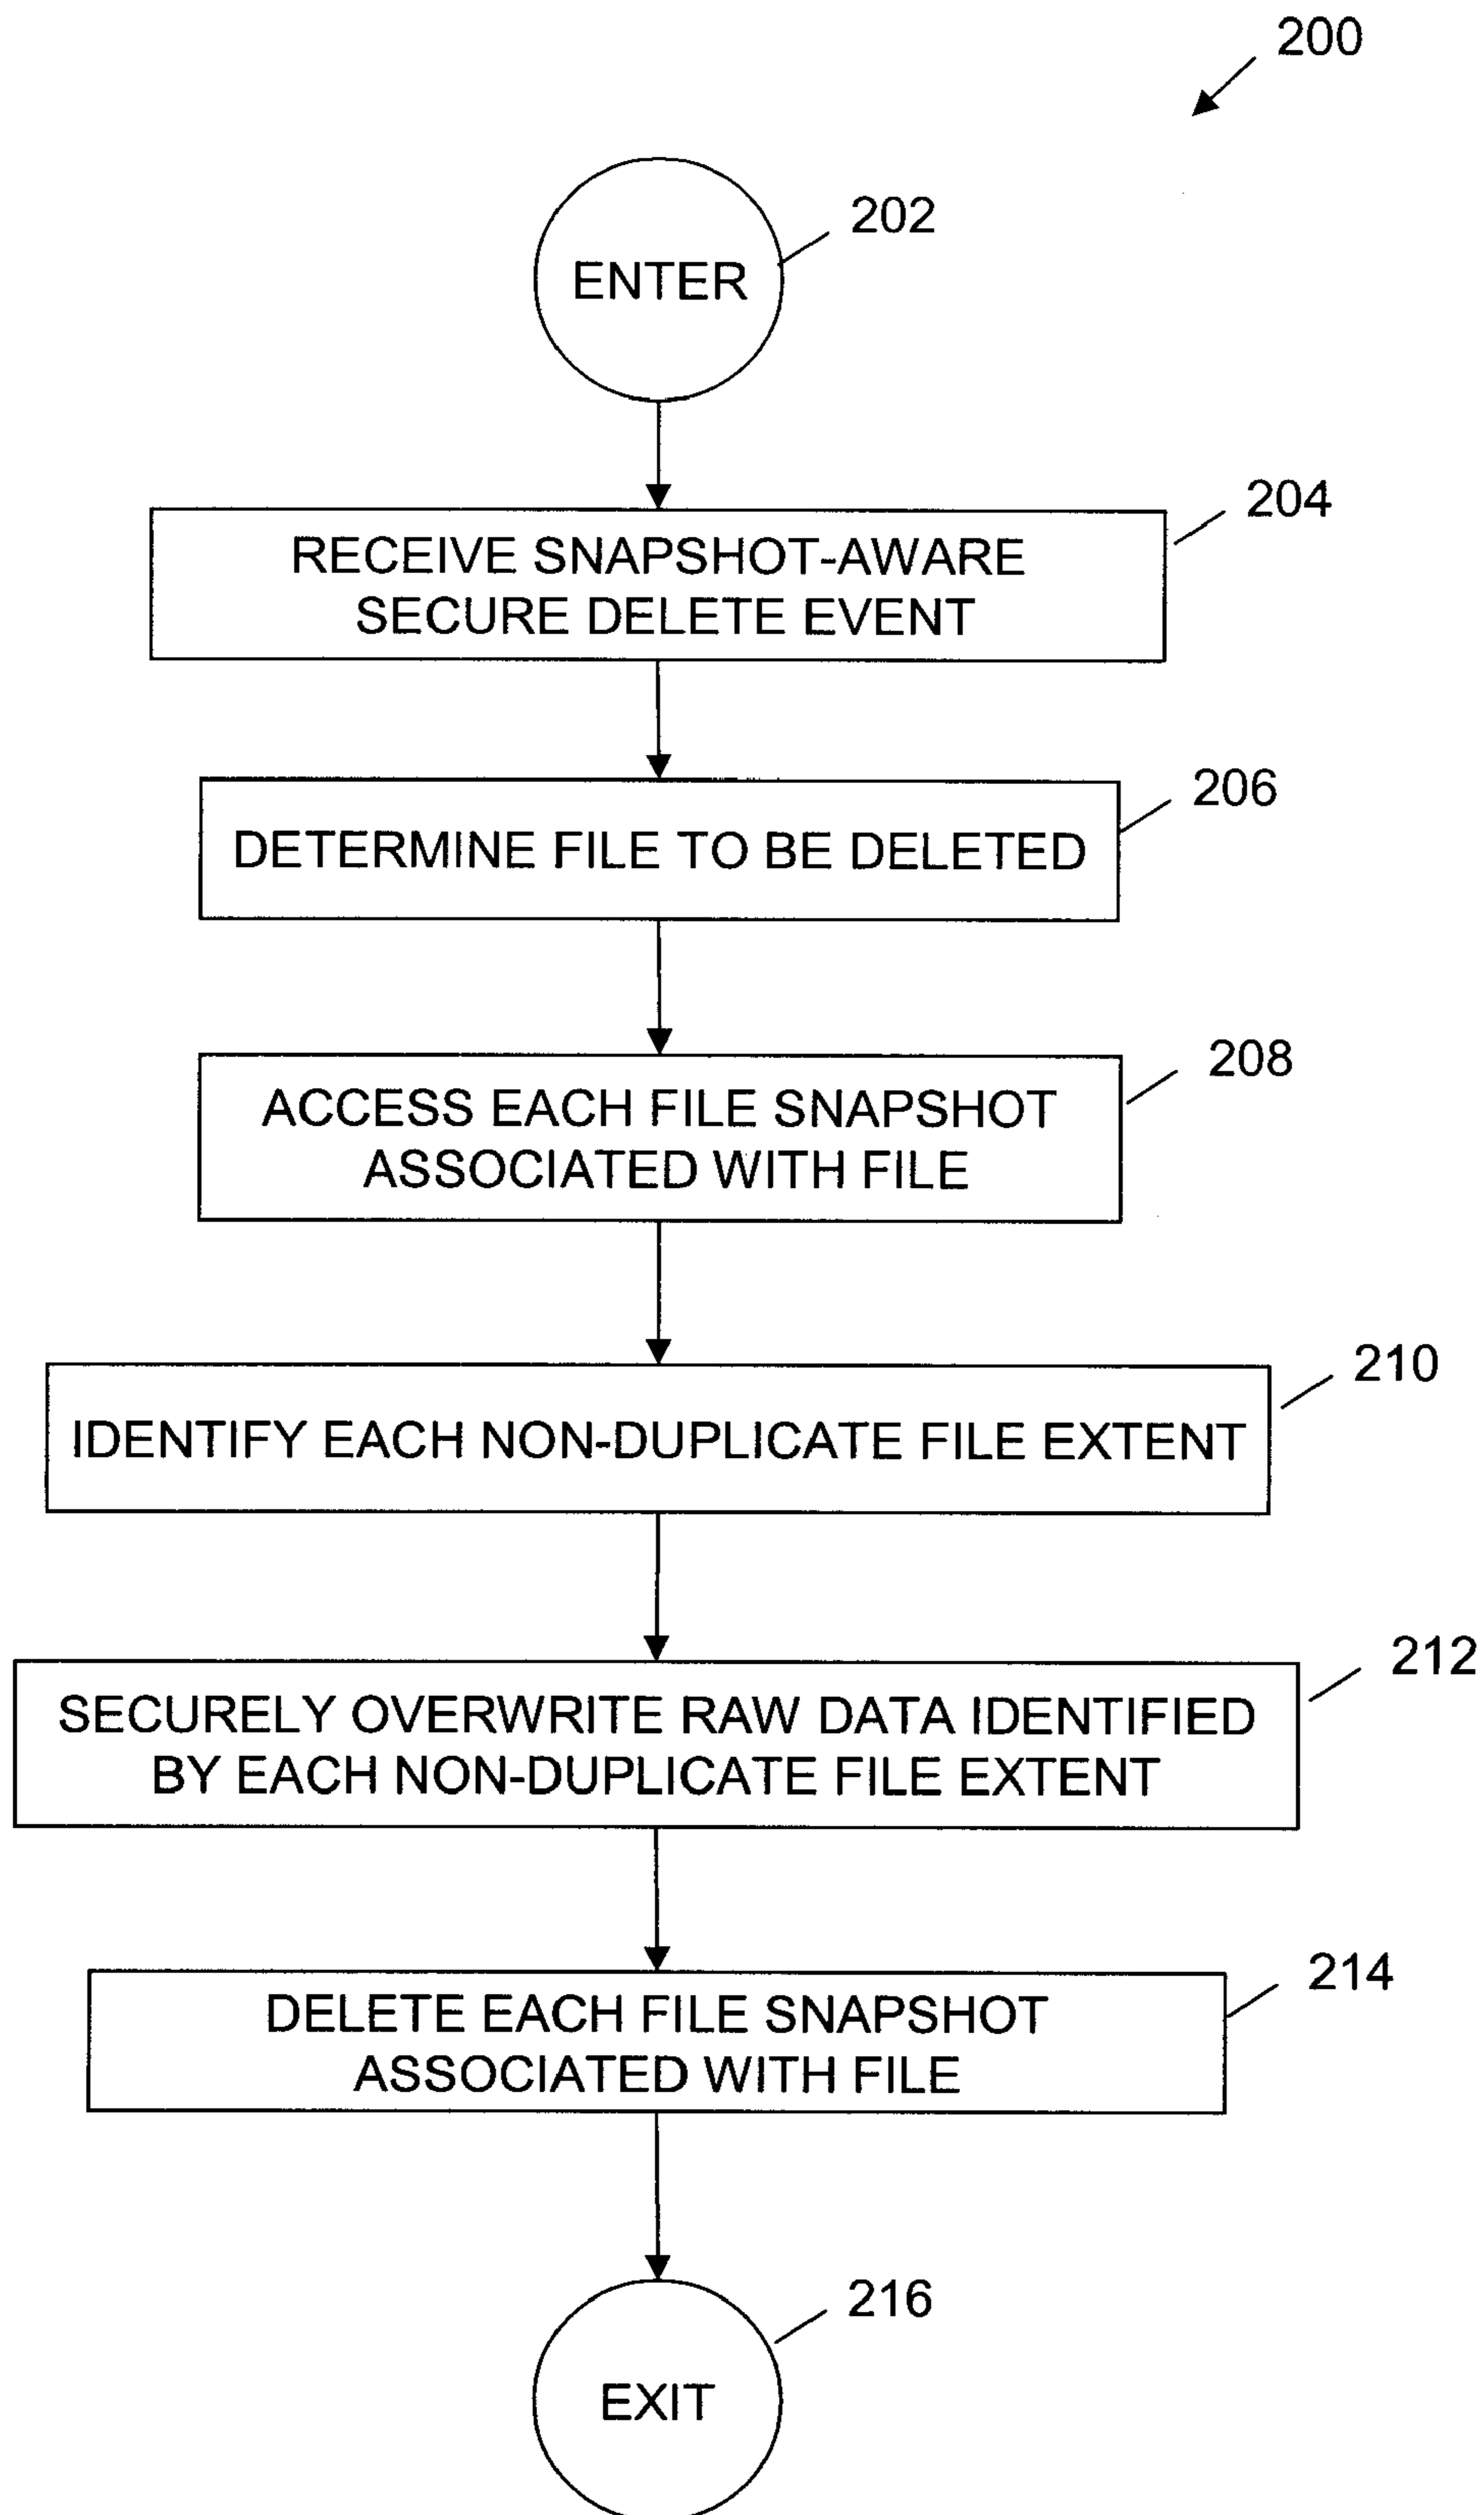 200
202
ENTER
204
RECEIVE SNAPSHOT-AWARE
SECURE DELETE EVENT
206
DETERMINE FILE TO BE DELETED
208
ACCESS EACH FILE SNAPSHOT
ASSOCIATED WITH FILE
210
IDENTIFY EACH NON-DUPLICATE FILE EXTENT
212
SECURELY OVERWRITE RAW DATA IDENTIFIED
BY EACH NON-DUPLICATE FILE EXTENT
214
DELETE EACH FILE SNAPSHOT
ASSOCIATED WITH FILE
216
EXIT